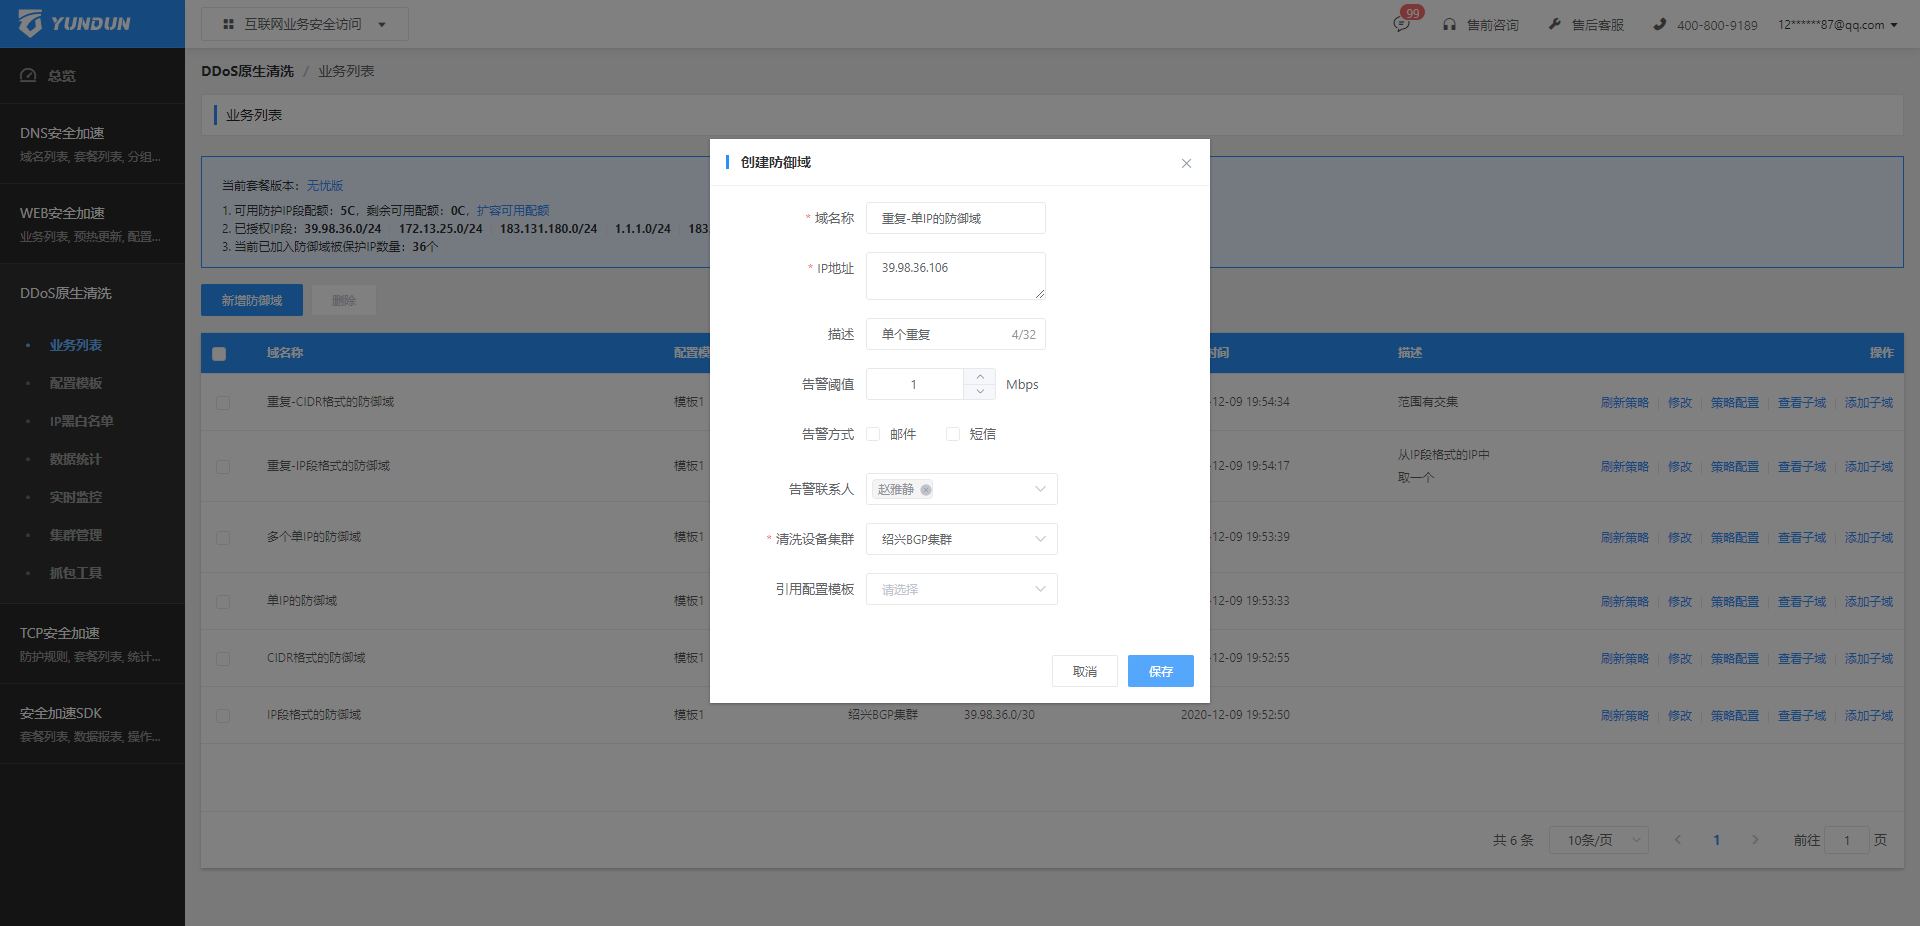 YUNDUN
互联网业务安全访问
99
售前咨询
售后客服
400-800-9189
12******87@qq.com
总览
DNS安全加速
域名列表, 套餐列表, 分组...
WEB安全加速
业务列表, 预热更新, 配置...
DDoS原生清洗
业务列表
配置模板
IP黑白名单
数据统计
实时监控
集群管理
抓包工具
TCP安全加速
防护规则, 套餐列表, 统计...
安全加速SDK
套餐列表, 数据报表, 操作...
DDoS原生清洗 / 业务列表
业务列表
当前套餐版本：无忧版
1. 可用防护IP段配额：5C，剩余可用配额：0C，扩容可用配额
2. 已授权IP段：39.98.36.0/24 172.13.25.0/24 183.131.180.0/24 1.1.1.0/24 183
3. 当前已加入防御域被保护IP数量：36个
新增防御域 删除
域名称 配置模 时间 描述 操作
重复-CIDR格式的防御域 模板1 -12-09 19:54:34 范围有交集 刷新策略 修改 策略配置 查看子域 添加子域
重复-IP段格式的防御域 模板1 -12-09 19:54:17 从IP段格式的IP中
取一个 刷新策略 修改 策略配置 查看子域 添加子域
多个单IP的防御域 模板1 -12-09 19:53:39 刷新策略 修改 策略配置 查看子域 添加子域
单IP的防御域 模板1 -12-09 19:53:33 刷新策略 修改 策略配置 查看子域 添加子域
CIDR格式的防御域 模板1 -12-09 19:52:55 刷新策略 修改 策略配置 查看子域 添加子域
IP段格式的防御域 模板1 绍兴BGP集群 39.98.36.0/30 2020-12-09 19:52:50 刷新策略 修改 策略配置 查看子域 添加子域
共 6 条 10条/页 1 前往 1 页
创建防御域
* 域名称 重复-单IP的防御域
* IP地址 39.98.36.106
描述 单个重复 4/32
告警阈值 1 Mbps
告警方式 邮件 短信
告警联系人 赵雅静
* 清洗设备集群 绍兴BGP集群
引用配置模板 请选择
取消 保存